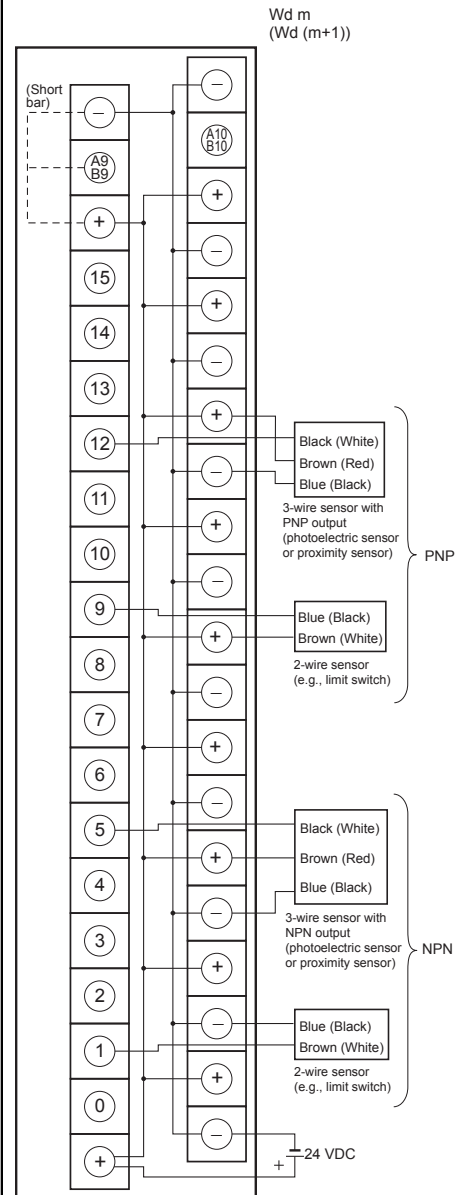 Wd m
(Wd (m+1))
(Short
bar)
−
−
A10
B10
A9
B9
+
+
−
15
+
14
−
13
+
12
Black (White)
Brown (Red)
−
Blue (Black)
11
3-wire sensor with
PNP output
(photoelectric sensor
or proximity sensor)
+
10
PNP
−
9
Blue (Black)
+
Brown (White)
8
2-wire sensor
(e.g., limit switch)
−
7
+
6
−
5
Black (White)
+
Brown (Red)
4
Blue (Black)
−
3
3-wire sensor with
NPN output
(photoelectric sensor
or proximity sensor)
NPN
+
2
−
Blue (Black)
1
Brown (White)
2-wire sensor
(e.g., limit switch)
+
0
−
24 VDC
+
+